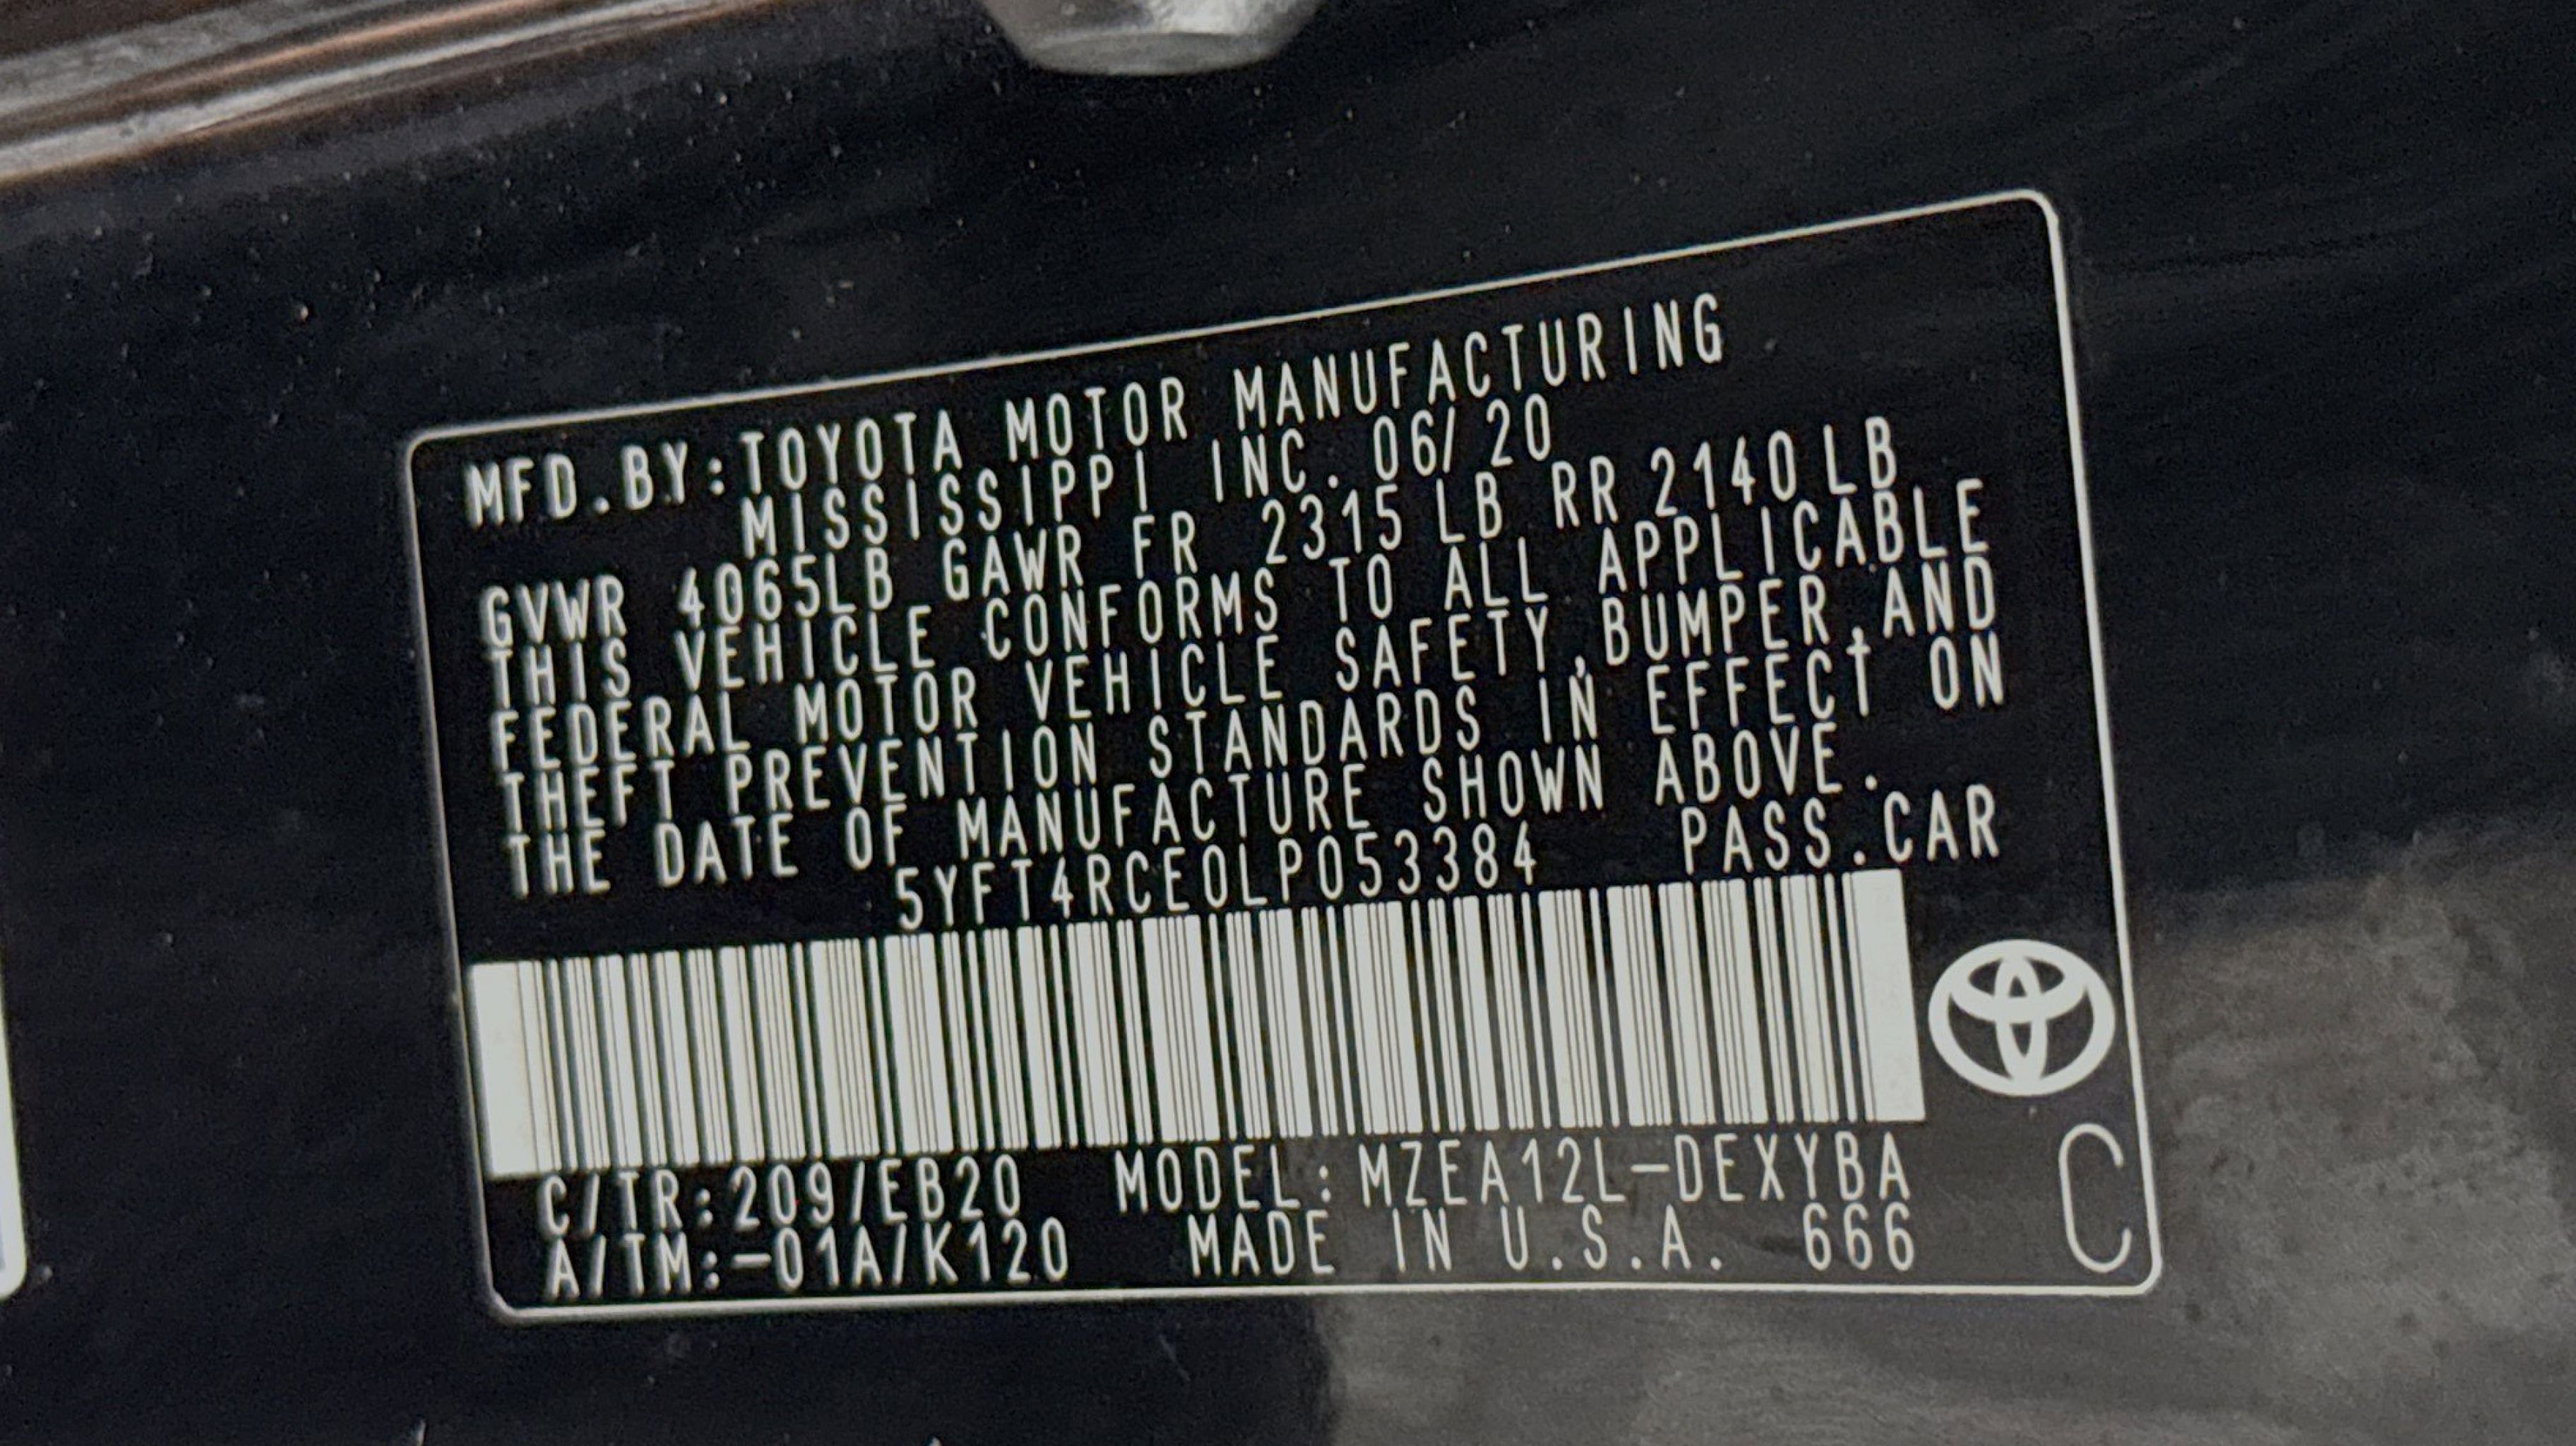 MFD.BY:TOYOTA MOTOR MANUFACTURING
MISSISSIPPI INC. 06/20
GVWR 4065LB GAWR FR 2315 LB RR 2140 LB
THIS VEHICLE CONFORMS TO ALL APPLICABLE
FEDERAL MOTOR VEHICLE SAFETY,BUMPER,AND
THEFT PREVENTION STANDARDS IN EFFECT ON
THE DATE OF MANUFACTURE SHOWN ABOVE.
5YFT4RCE0LP053384 PASS.CAR
C/TR:209/EB20 MODEL:MZEA12L-DEXYBA
A/TM:-01A/K120 MADE IN U.S.A. 666
C